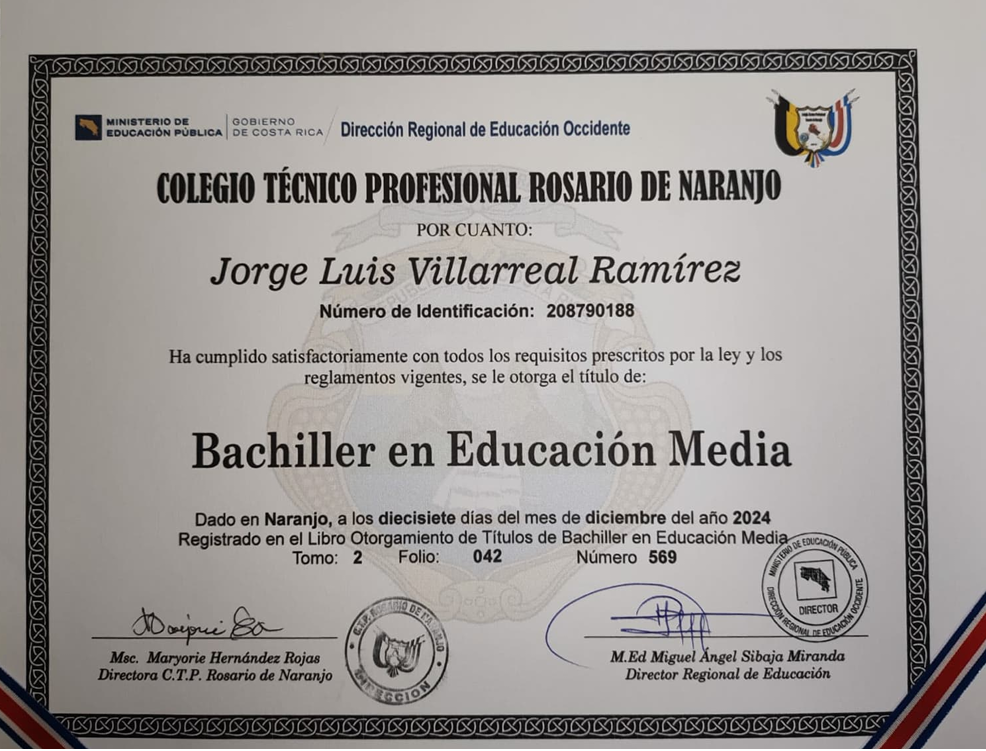 MINISTERIO DE
EDUCACIÓN PÚBLICA
GOBIERNO
DE COSTA RICA
Dirección Regional de Educación Occidente
COLEGIO TÉCNICO PROFESIONAL ROSARIO DE NARANJO
POR CUANTO:
Jorge Luis Villarreal Ramírez
Número de Identificación: 208790188
Ha cumplido satisfactoriamente con todos los requisitos prescritos por la ley y los
reglamentos vigentes, se le otorga el título de:
Bachiller en Educación Media
Dado en Naranjo, a los diecisiete días del mes de diciembre del año 2024
Registrado en el Libro Otorgamiento de Títulos de Bachiller en Educación Media
Tomo: 2 Folio: 042 Número 569
Msc. Maryorie Hernández Rojas
Directora C.T.P. Rosario de Naranjo
C.T.P. ROSARIO DE NARANJO
M.Ed Miguel Ángel Sibaja Miranda
Director Regional de Educación
MINISTERIO DE EDUCACIÓN PÚBLICA
DIRECTOR
DIRECCIÓN REGIONAL DE EDUCACIÓN OCCIDENTE